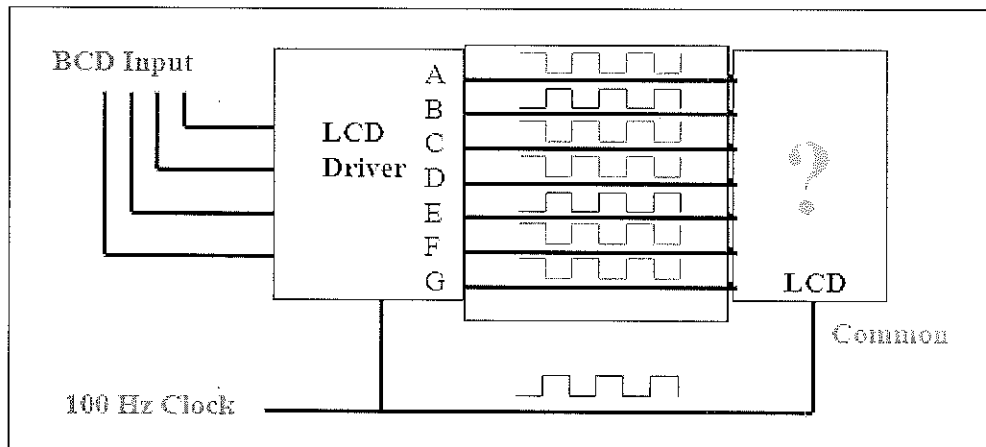 BCD Input
LCD
Driver
A
B
C
D
E
F
G
?
LCD
Common
100 Hz Clock